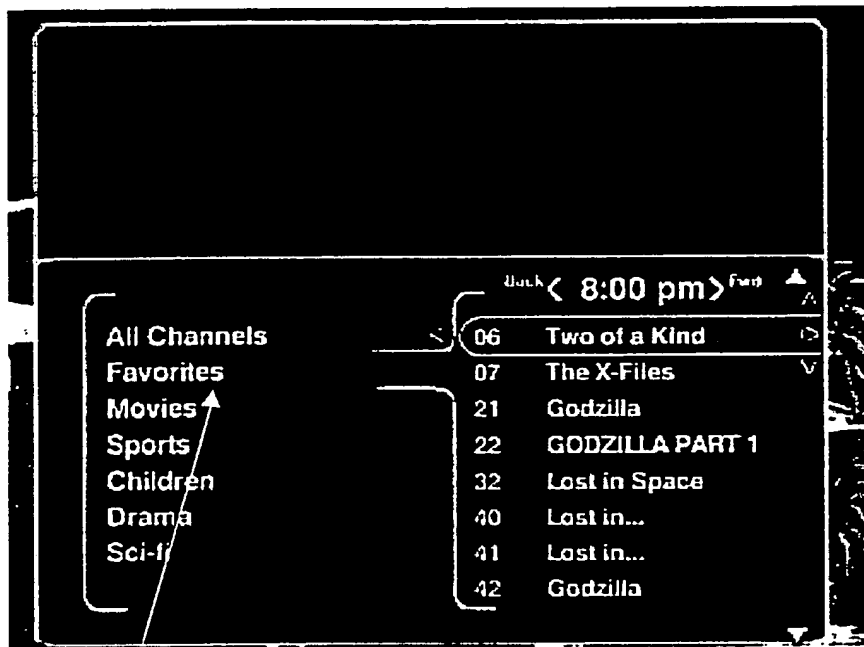 Back < 8:00 pm > Fwd
All Channels
Favorites
Movies
Sports
Children
Drama
Sci-fi
06 Two of a Kind
07 The X-Files
21 Godzilla
22 GODZILLA PART 1
32 Lost in Space
40 Lost in...
41 Lost in...
42 Godzilla